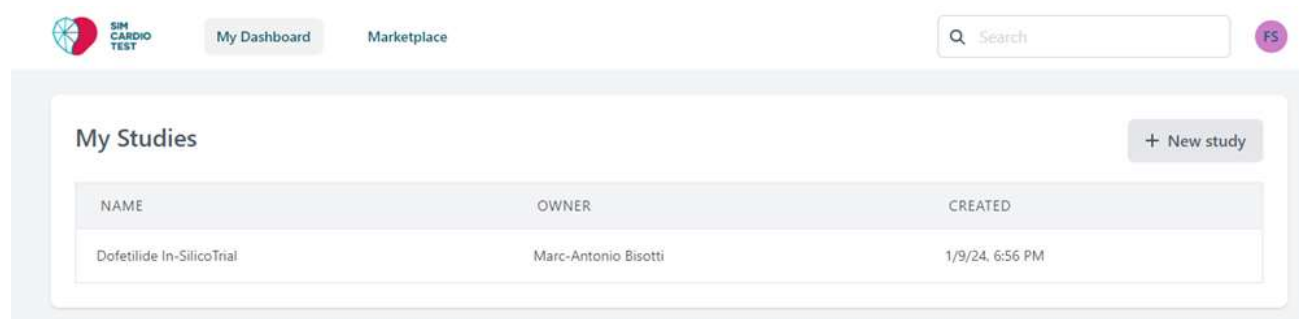 SIM
CARDIO
TEST
My Dashboard
Marketplace
Search
FS
My Studies
+ New study
NAME OWNER CREATED
Dofetilide In-SilicoTrial Marc-Antonio Bisotti 1/9/24, 6:56 PM